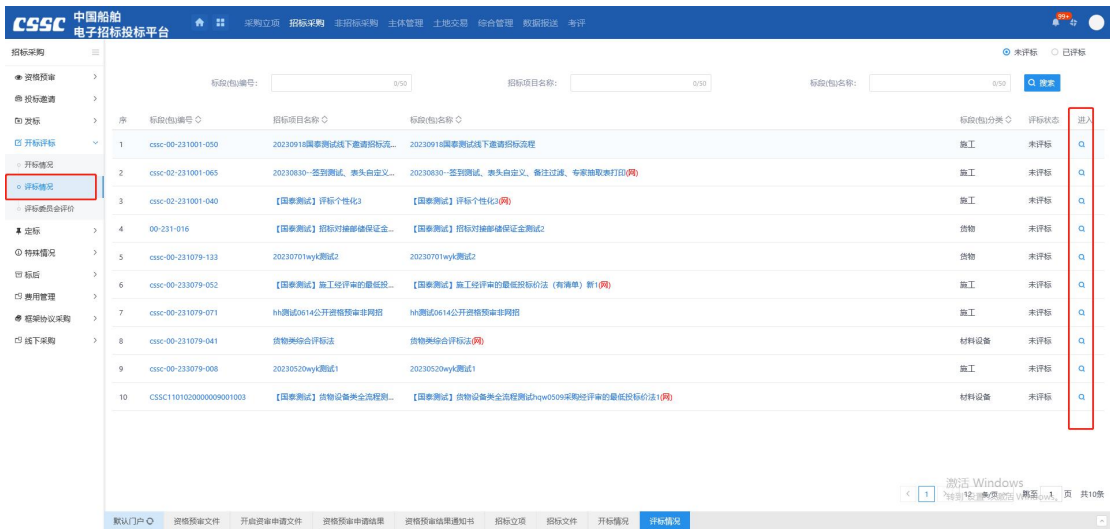 CSSC 中国船舶 电子招标投标平台
采购立项 招标采购 非招标采购 主体管理 土地交易 综合管理 数据报送 考评
99+
招标采购
未评标 已评标
资格预审
投标邀请
发标
开标评标
开标情况
评标情况
评标委员会评价
定标
特殊情况
标后
费用管理
框架协议采购
线下采购
标段(包)编号: 0/50 招标项目名称: 0/50 标段(包)名称: 0/50 搜索
序 标段(包)编号 招标项目名称 标段(包)名称 标段(包)分类 评标状态 进入
1 cssc-00-231001-050 20230918国泰测试线下邀请招标流... 20230918国泰测试线下邀请招标流程 施工 未评标
2 cssc-02-231001-065 20230830--签到测试、表头自定义... 20230830--签到测试、表头自定义、备注过滤、专家抽取表打印(网) 施工 未评标
3 cssc-02-231001-040 【国泰测试】评标个性化3 【国泰测试】评标个性化3(网) 施工 未评标
4 00-231-016 【国泰测试】招标对接邮储保证金... 【国泰测试】招标对接邮储保证金测试2 货物 未评标
5 cssc-00-231079-133 20230701wyk测试2 20230701wyk测试2 货物 未评标
6 cssc-00-233079-052 【国泰测试】施工经评审的最低投... 【国泰测试】施工经评审的最低投标价法（有清单）新1(网) 施工 未评标
7 cssc-00-231079-071 hh测试0614公开资格预审非网招 hh测试0614公开资格预审非网招 施工 未评标
8 cssc-00-231079-041 货物类综合评标法 货物类综合评标法(网) 材料设备 未评标
9 cssc-00-233079-008 20230520wyk测试1 20230520wyk测试1 施工 未评标
10 CSSC1101020000009001003 【国泰测试】货物设备类全流程测... 【国泰测试】货物设备类全流程测试hqw0509采购经评审的最低投标价法1(网) 材料设备 未评标
激活 Windows
1 12 条/页 跳至 1 页 共10条
默认门户 资格预审文件 开启资审申请文件 资格预审申请结果 资格预审结果通知书 招标立项 招标文件 开标情况 评标情况